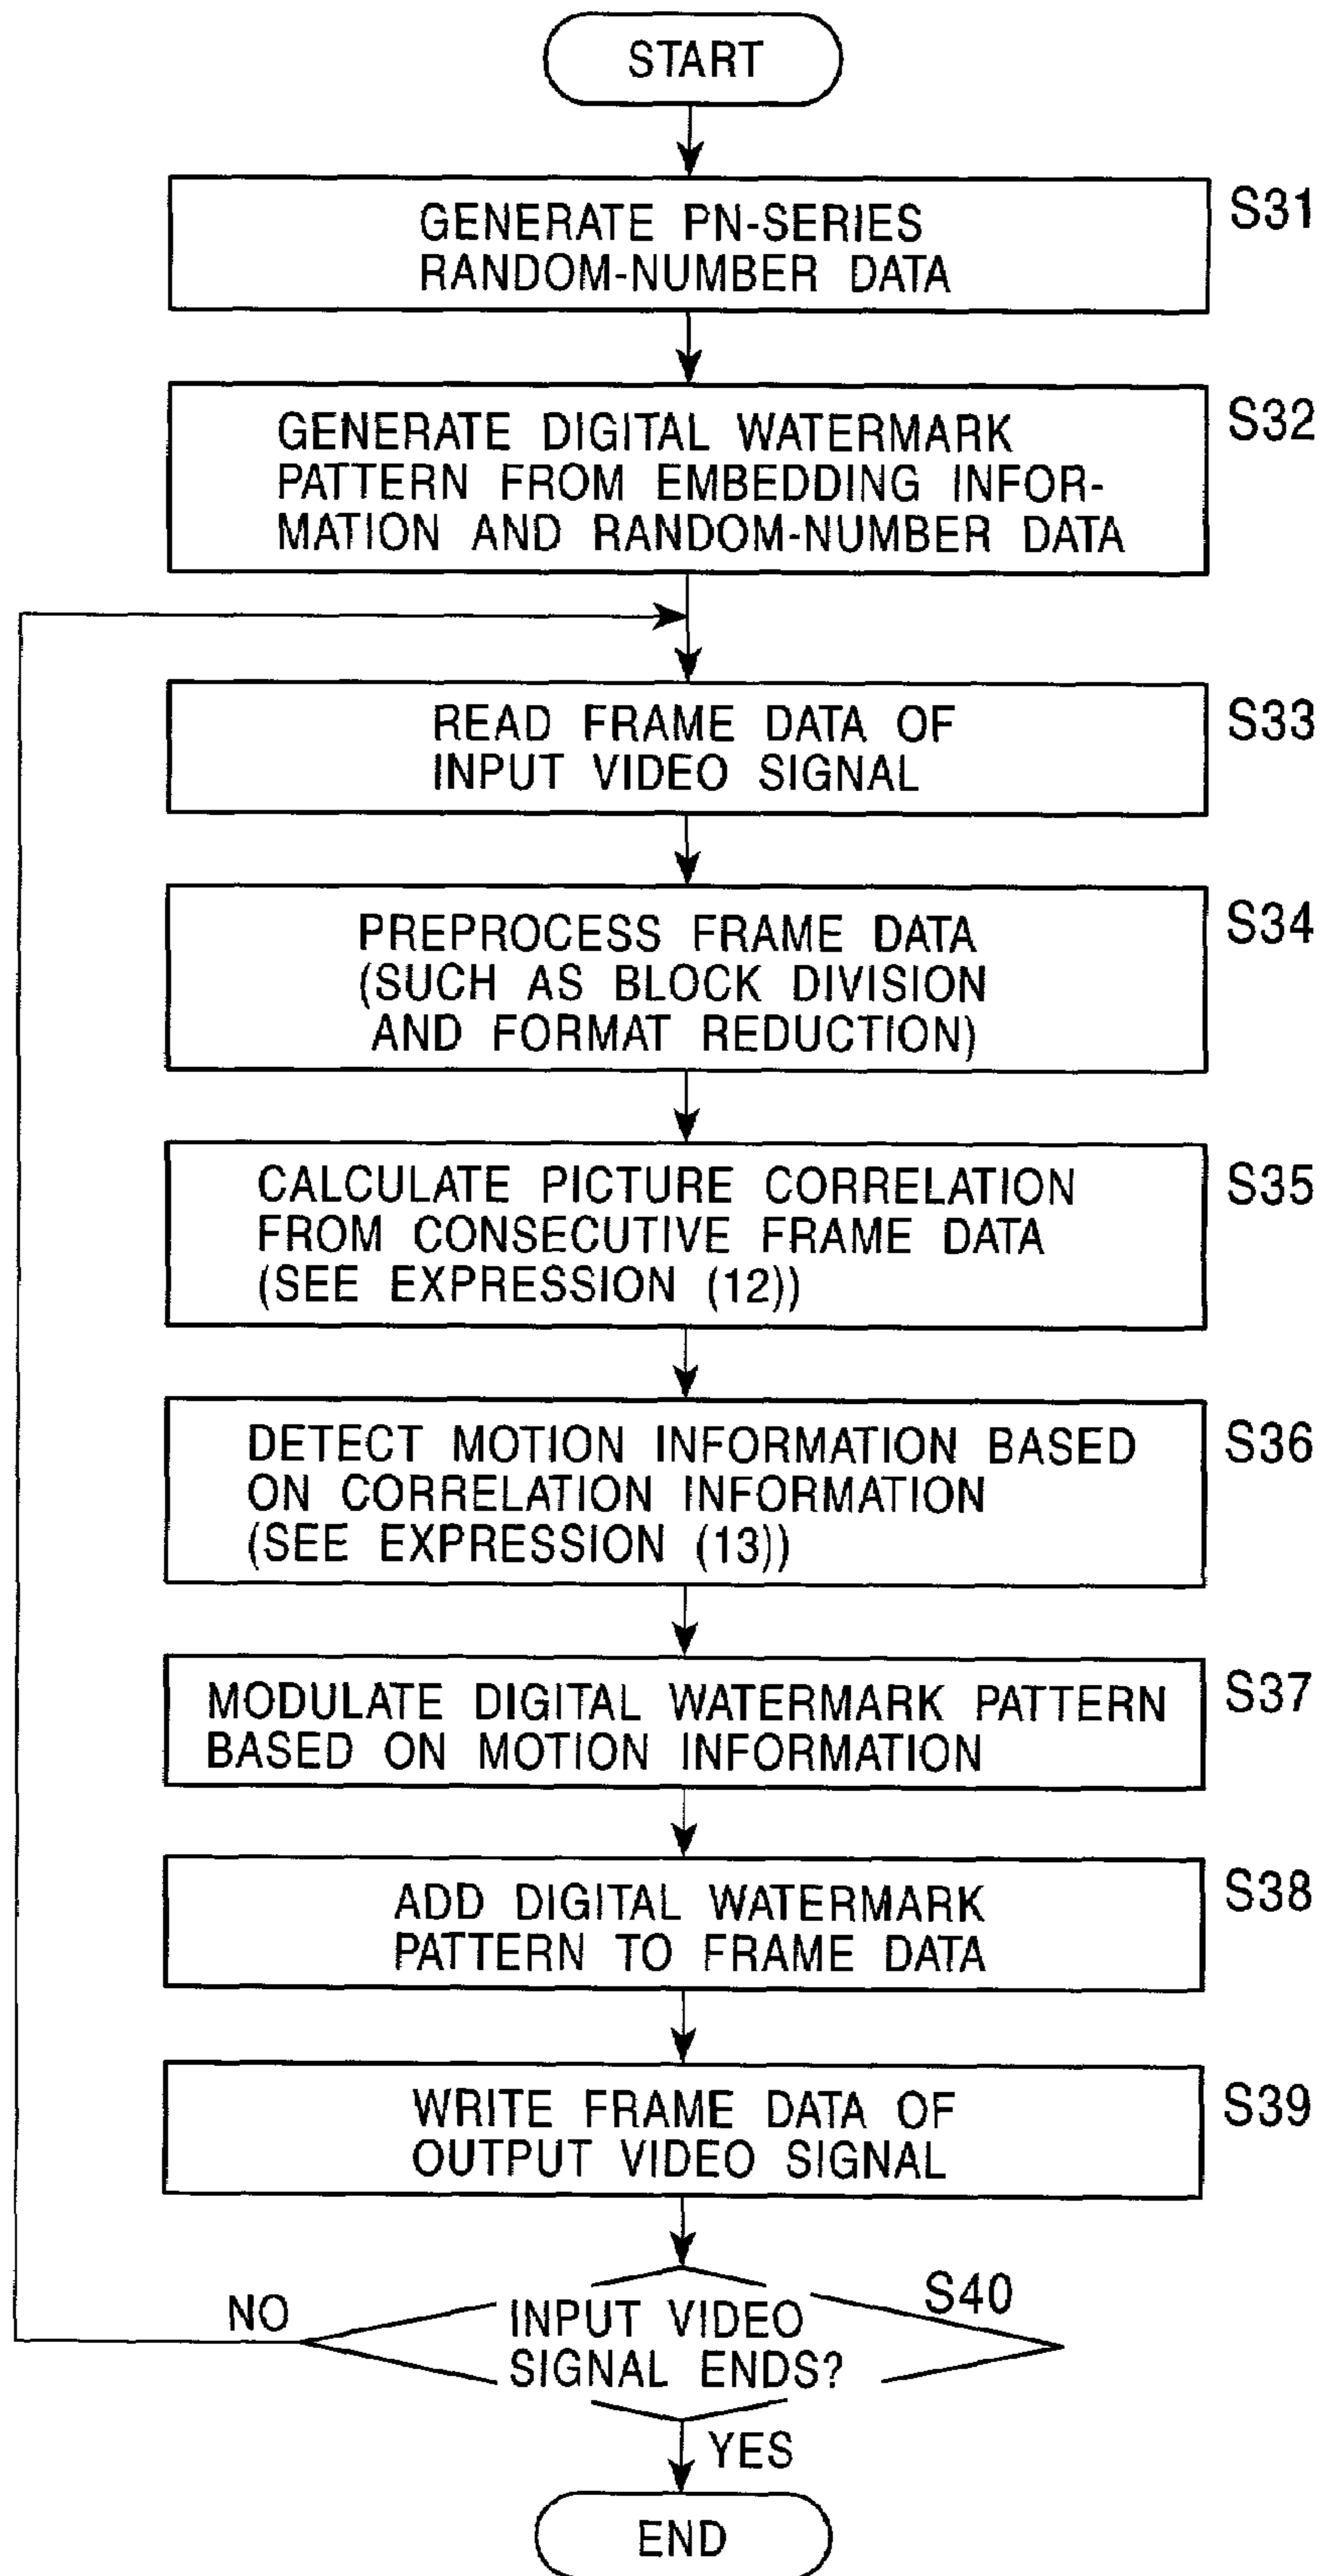 START
S31
GENERATE PN-SERIES
RANDOM-NUMBER DATA
S32
GENERATE DIGITAL WATERMARK
PATTERN FROM EMBEDDING INFOR-
MATION AND RANDOM-NUMBER DATA
S33
READ FRAME DATA OF
INPUT VIDEO SIGNAL
S34
PREPROCESS FRAME DATA
(SUCH AS BLOCK DIVISION
AND FORMAT REDUCTION)
S35
CALCULATE PICTURE CORRELATION
FROM CONSECUTIVE FRAME DATA
(SEE EXPRESSION (12))
S36
DETECT MOTION INFORMATION BASED
ON CORRELATION INFORMATION
(SEE EXPRESSION (13))
S37
MODULATE DIGITAL WATERMARK PATTERN
BASED ON MOTION INFORMATION
S38
ADD DIGITAL WATERMARK
PATTERN TO FRAME DATA
S39
WRITE FRAME DATA OF
OUTPUT VIDEO SIGNAL
S40
NO
INPUT VIDEO
SIGNAL ENDS?
YES
END